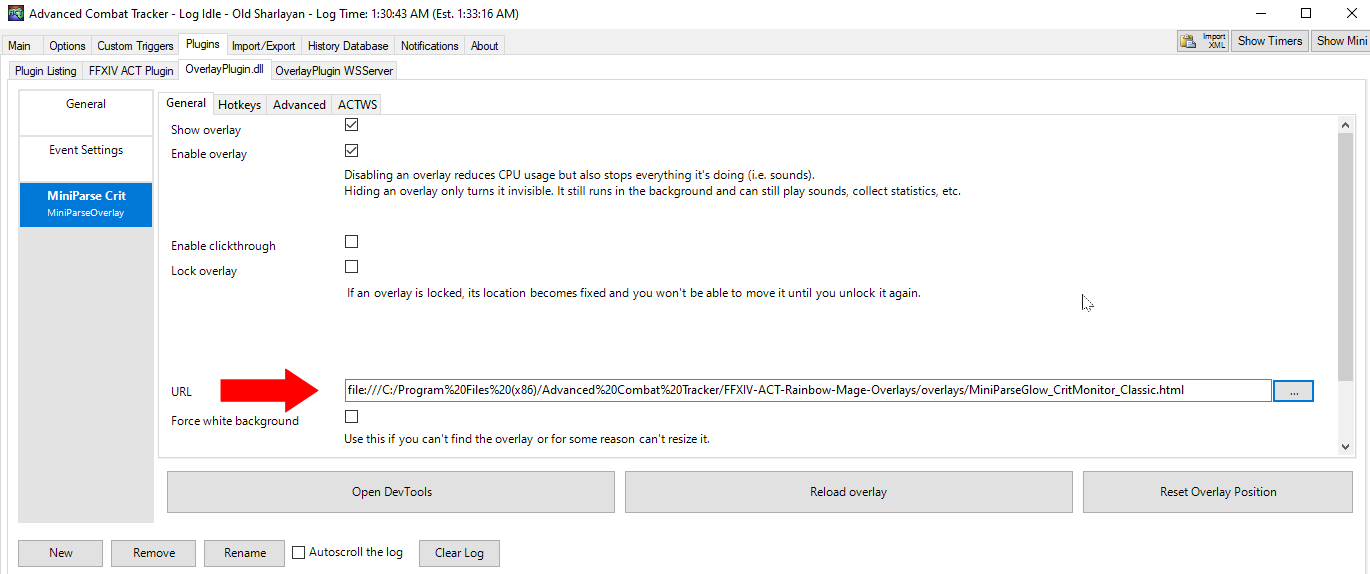 Advanced Combat Tracker - Log Idle - Old Sharlayan - Log Time: 1:30:43 AM (Est. 1:33:16 AM)
Main Options Custom Triggers Plugins Import/Export History Database Notifications About Import XML Show Timers Show Mini
Plugin Listing FFXIV ACT Plugin OverlayPlugin.dll OverlayPlugin WSServer
General
Event Settings
MiniParse Crit
MiniParseOverlay
General Hotkeys Advanced ACTWS
Show overlay
Enable overlay
Disabling an overlay reduces CPU usage but also stops everything it's doing (i.e. sounds).
Hiding an overlay only turns it invisible. It still runs in the background and can still play sounds, collect statistics, etc.
Enable clickthrough
Lock overlay
If an overlay is locked, its location becomes fixed and you won't be able to move it until you unlock it again.
URL file:///C:/Program%20Files%20(x86)/Advanced%20Combat%20Tracker/FFXIV-ACT-Rainbow-Mage-Overlays/overlays/MiniParseGlow_CritMonitor_Classic.html ...
Force white background
Use this if you can't find the overlay or for some reason can't resize it.
Open DevTools Reload overlay Reset Overlay Position
New Remove Rename Autoscroll the log Clear Log